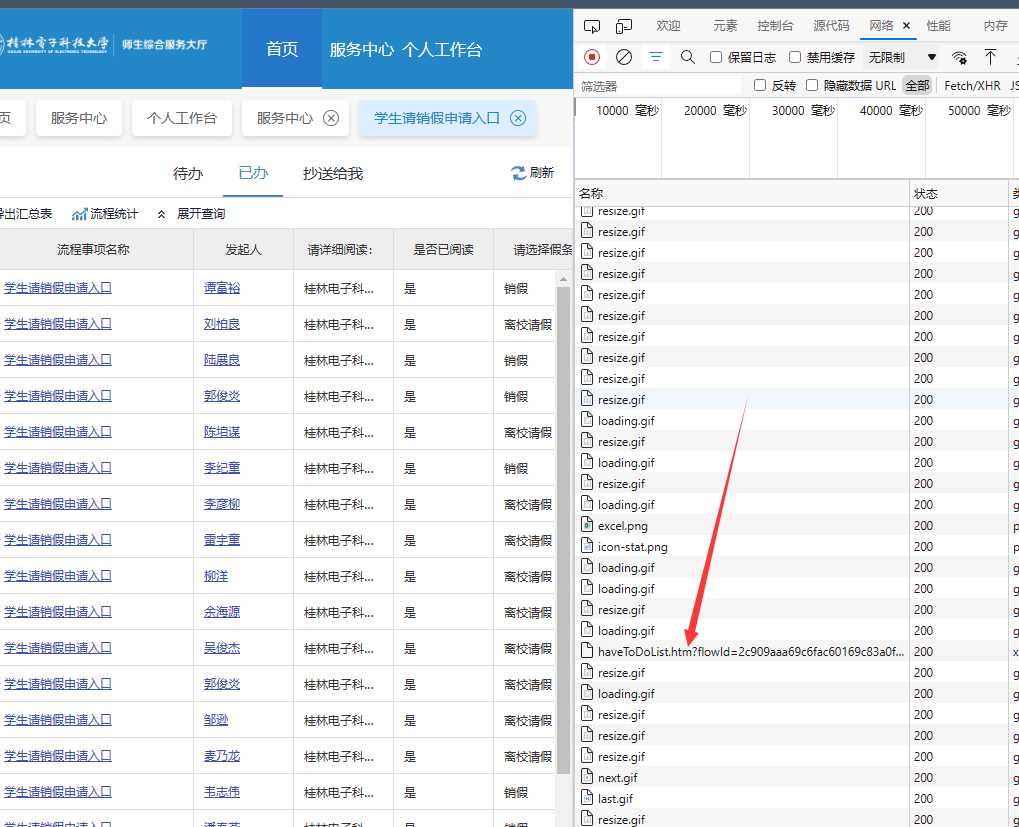 桂林电子科技大学
GUILIN UNIVERSITY OF ELECTRONIC TECHNOLOGY
师生综合服务大厅
首页 服务中心 个人工作台
页 服务中心 个人工作台 服务中心 学生请销假申请入口
待办 已办 抄送给我 刷新
导出汇总表 流程统计 展开查询
流程事项名称 发起人 请详细阅读： 是否已阅读 请选择假条
学生请销假申请入口 谭富裕 桂林电子科... 是 销假
学生请销假申请入口 刘怕良 桂林电子科... 是 离校请假
学生请销假申请入口 陆展良 桂林电子科... 是 销假
学生请销假申请入口 郭俊炎 桂林电子科... 是 销假
学生请销假申请入口 陈垍谋 桂林电子科... 是 离校请假
学生请销假申请入口 李纪童 桂林电子科... 是 销假
学生请销假申请入口 李彦柳 桂林电子科... 是 离校请假
学生请销假申请入口 雷宇童 桂林电子科... 是 离校请假
学生请销假申请入口 柳洋 桂林电子科... 是 离校请假
学生请销假申请入口 余海源 桂林电子科... 是 离校请假
学生请销假申请入口 吴俊杰 桂林电子科... 是 离校请假
学生请销假申请入口 郭俊炎 桂林电子科... 是 离校请假
学生请销假申请入口 邹逊 桂林电子科... 是 离校请假
学生请销假申请入口 麦乃龙 桂林电子科... 是 离校请假
学生请销假申请入口 韦志伟 桂林电子科... 是 销假
学生请销假申请入口 桂林电子科... 是 销假
欢迎 元素 控制台 源代码 网络 性能 内存
保留日志 禁用缓存 无限制
筛选器 反转 隐藏数据 URL 全部 Fetch/XHR JS
10000 毫秒 20000 毫秒 30000 毫秒 40000 毫秒 50000 毫秒
名称 状态 类
resize.gif 200 g
resize.gif 200 g
resize.gif 200 g
resize.gif 200 g
resize.gif 200 g
resize.gif 200 g
resize.gif 200 g
resize.gif 200 g
resize.gif 200 g
resize.gif 200 g
loading.gif 200 g
resize.gif 200 g
loading.gif 200 g
resize.gif 200 g
loading.gif 200 g
excel.png 200 p
icon-stat.png 200 p
loading.gif 200 g
loading.gif 200 g
resize.gif 200 g
loading.gif 200 g
haveToDoList.htm?flowId=2c909aaa69c6fac60169c83a0f... 200 x
resize.gif 200 g
loading.gif 200 g
resize.gif 200 g
resize.gif 200 g
resize.gif 200 g
next.gif 200 g
last.gif 200 g
resize.gif 200 g